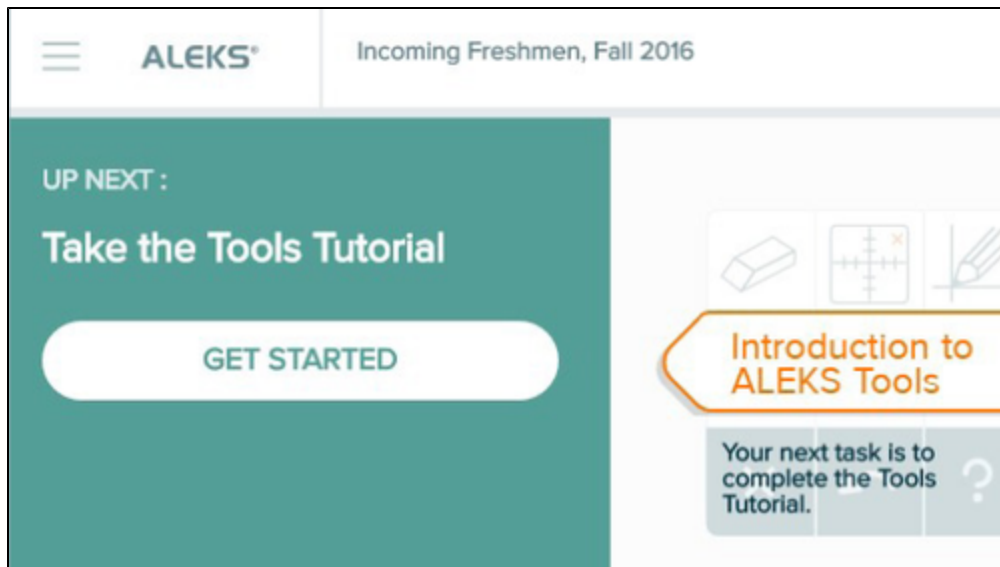 ALEKS®
Incoming Freshmen, Fall 2016
UP NEXT :
Take the Tools Tutorial
GET STARTED
Introduction to
ALEKS Tools
Your next task is to
complete the Tools
Tutorial.